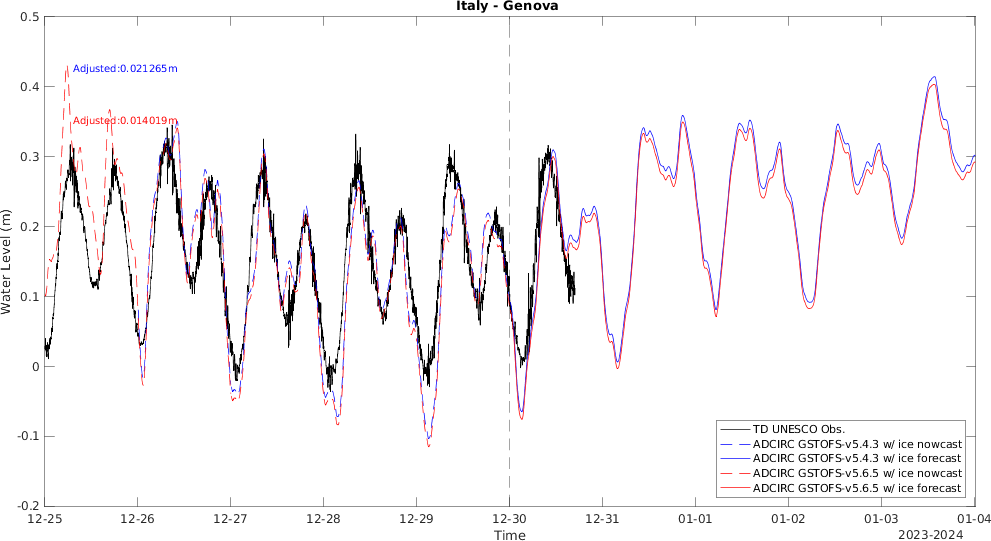 Italy - Genova
0.5
0.4
0.3
0.2
0.1
0
-0.1
-0.2
Water Level (m)
Adjusted:0.021265m
Adjusted:0.014019m
TD UNESCO Obs.
ADCIRC GSTOFS-v5.4.3 w/ ice nowcast
ADCIRC GSTOFS-v5.4.3 w/ ice forecast
ADCIRC GSTOFS-v5.6.5 w/ ice nowcast
ADCIRC GSTOFS-v5.6.5 w/ ice forecast
12-25 12-26 12-27 12-28 12-29 12-30 12-31 01-01 01-02 01-03 01-04
Time
2023-2024